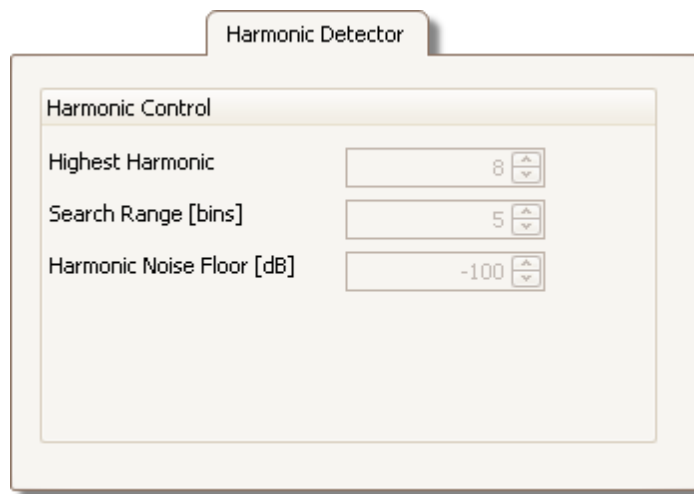 Harmonic Detector
Harmonic Control
Highest Harmonic 8
Search Range [bins] 5
Harmonic Noise Floor [dB] -100